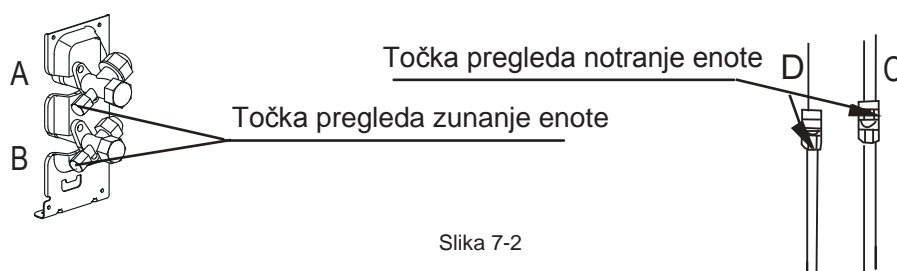 Točka pregleda notranje enote
D
C
A
Točka pregleda zunanje enote
B
Slika 7-2